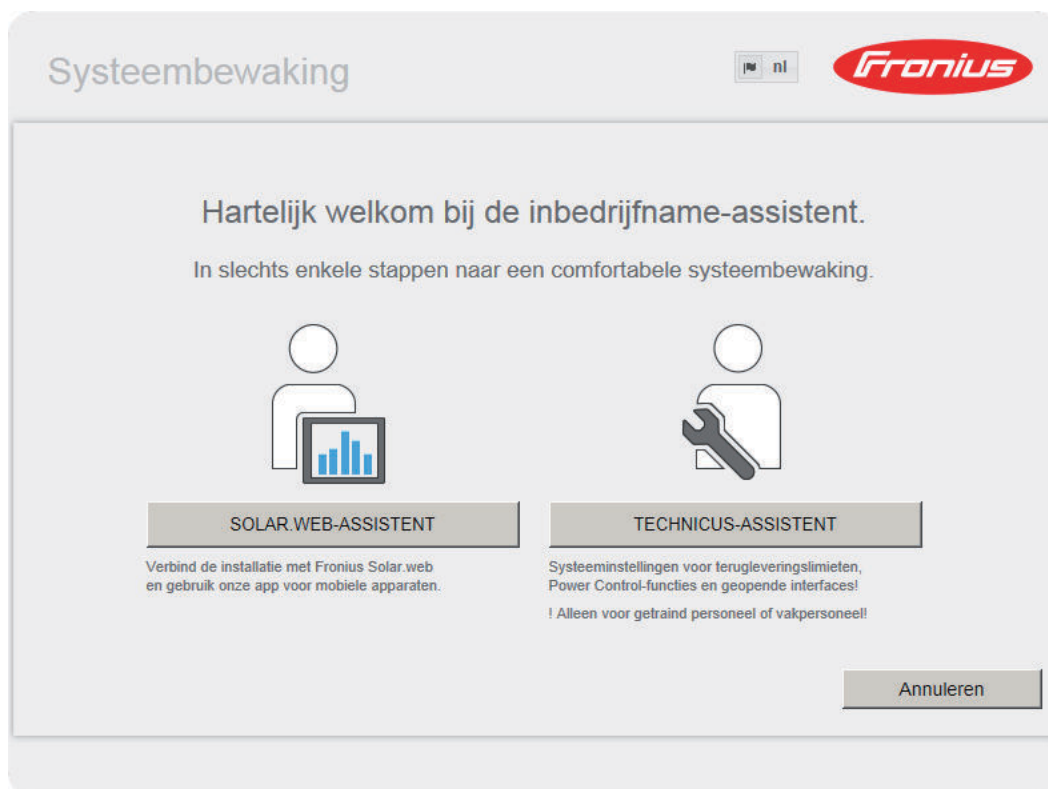 Systeembewaking
nl
Fronius
Hartelijk welkom bij de inbedrijfname-assistent.
In slechts enkele stappen naar een comfortabele systeembewaking.
SOLAR.WEB-ASSISTENT
Verbind de installatie met Fronius Solar.web
en gebruik onze app voor mobiele apparaten.
TECHNICUS-ASSISTENT
Systeeminstellingen voor terugleveringslimieten,
Power Control-functies en geopende interfaces!
! Alleen voor getraind personeel of vakpersoneel!
Annuleren